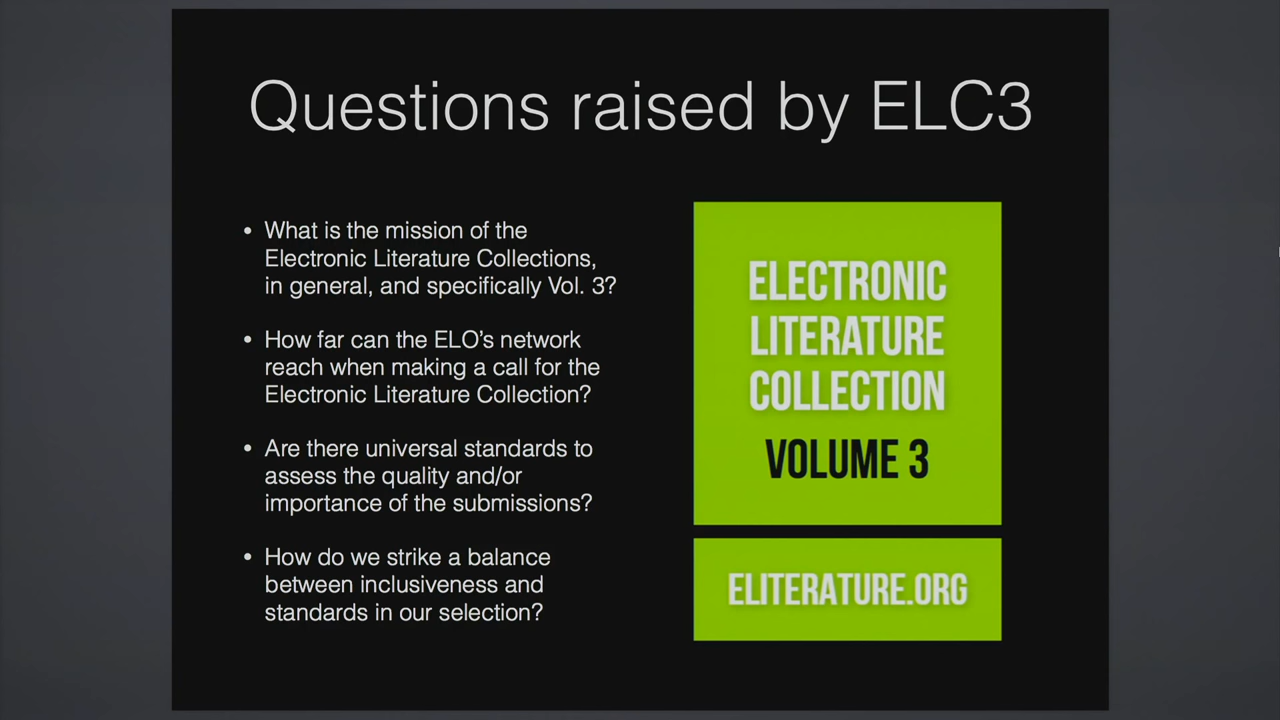 Questions raised by ELC3
• What is the mission of the
Electronic Literature Collections,
in general, and specifically Vol. 3?
• How far can the ELO's network
reach when making a call for the
Electronic Literature Collection?
• Are there universal standards to
assess the quality and/or
importance of the submissions?
• How do we strike a balance
between inclusiveness and
standards in our selection?
ELECTRONIC
LITERATURE
COLLECTION
VOLUME 3
ELITERATURE.ORG